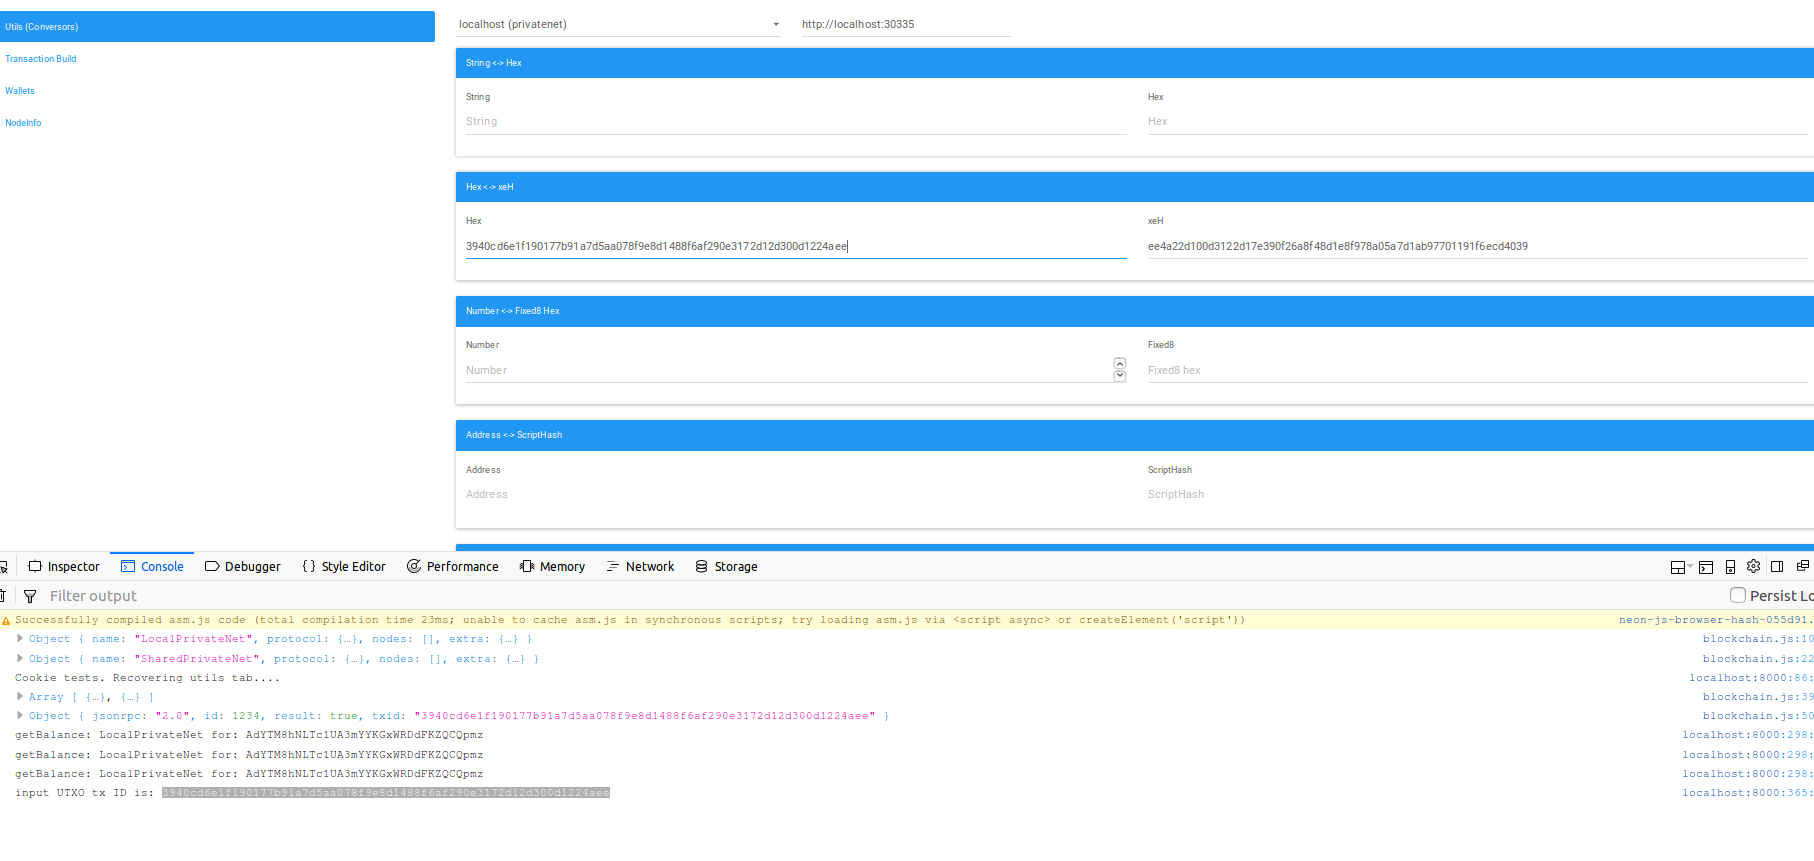 Utils (Conversors)
Transaction Build
Wallets
NodeInfo
localhost (privatenet) http://localhost:30335
String <-> Hex
String Hex
String Hex
Hex <-> xeH
Hex xeH
3940cd6e1f190177b91a7d5aa078f9e8d1488f6af290e3172d12d300d1224aee ee4a22d100d3122d17e390f26a8f48d1e8f978a05a7d1ab97701191f6ecd4039
Number <-> Fixed8 Hex
Number Fixed8
Number Fixed8 hex
Address <-> ScriptHash
Address ScriptHash
Address ScriptHash
Inspector Console Debugger {} Style Editor Performance Memory Network Storage
Filter output Persist Lo
Successfully compiled asm.js code (total compilation time 23ms; unable to cache asm.js in synchronous scripts; try loading asm.js via <script async> or createElement('script')) neon-js-browser-hash-055d91.
Object { name: "LocalPrivateNet", protocol: {…}, nodes: [], extra: {…} } blockchain.js:10
Object { name: "SharedPrivateNet", protocol: {…}, nodes: [], extra: {…} } blockchain.js:22
Cookie tests. Recovering utils tab.... localhost:8000:86:
Array [ {…}, {…} ] blockchain.js:39
Object { jsonrpc: "2.0", id: 1234, result: true, txid: "3940cd6e1f190177b91a7d5aa078f9e8d1488f6af290e3172d12d300d1224aee" } blockchain.js:50
getBalance: LocalPrivateNet for: AdYTM8hNLTc1UA3mYYKGxWRDdFKZQCQpmz localhost:8000:298:
getBalance: LocalPrivateNet for: AdYTM8hNLTc1UA3mYYKGxWRDdFKZQCQpmz localhost:8000:298:
getBalance: LocalPrivateNet for: AdYTM8hNLTc1UA3mYYKGxWRDdFKZQCQpmz localhost:8000:298:
input UTXO tx ID is: 3940cd6e1f190177b91a7d5aa078f9e8d1488f6af290e3172d12d300d1224aee localhost:8000:365: